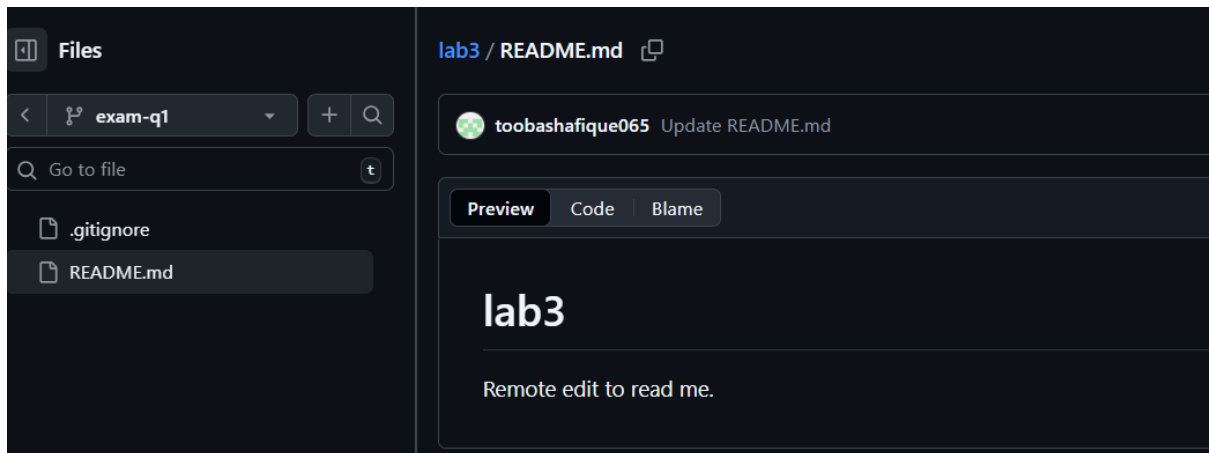 Files
exam-q1
Go to file
t
.gitignore
README.md
lab3 / README.md
toobashafique065 Update README.md
Preview Code Blame
lab3
Remote edit to read me.